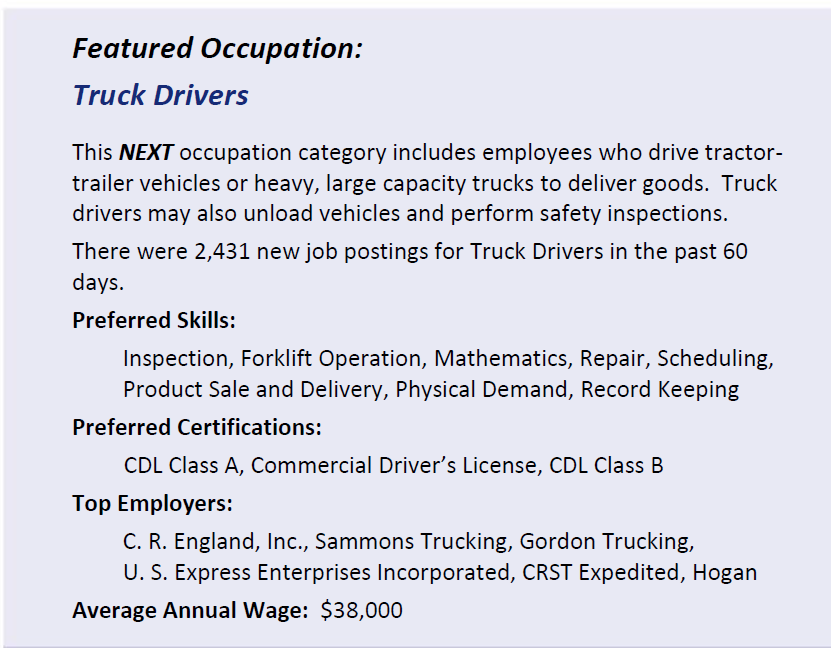 Featured Occupation:
Truck Drivers
This NEXT occupation category includes employees who drive tractor-
trailer vehicles or heavy, large capacity trucks to deliver goods.  Truck
drivers may also unload vehicles and perform safety inspections.
There were 2,431 new job postings for Truck Drivers in the past 60
days.
Preferred Skills:
Inspection, Forklift Operation, Mathematics, Repair, Scheduling,
Product Sale and Delivery, Physical Demand, Record Keeping
Preferred Certifications:
CDL Class A, Commercial Driver’s License, CDL Class B
Top Employers:
C. R. England, Inc., Sammons Trucking, Gordon Trucking,
U. S. Express Enterprises Incorporated, CRST Expedited, Hogan
Average Annual Wage:  $38,000